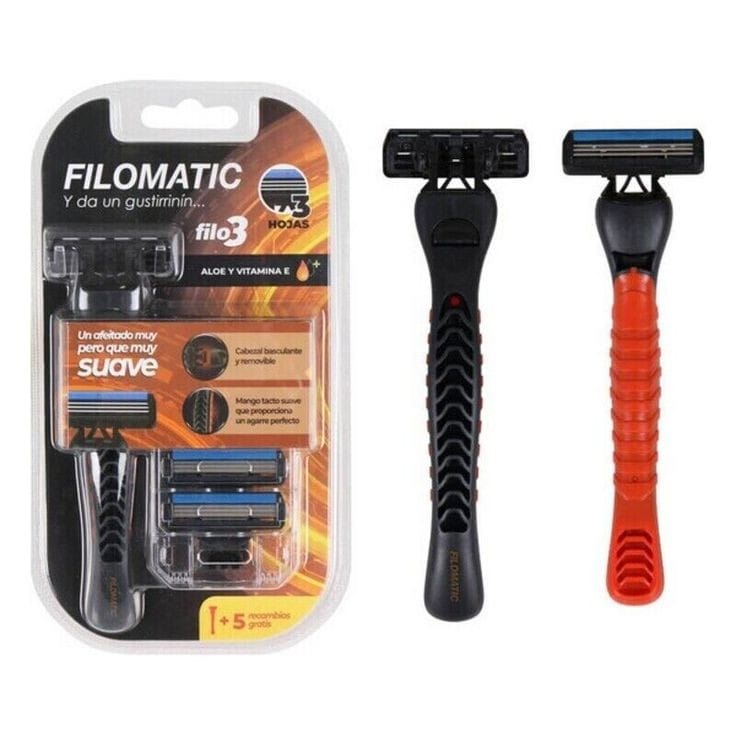 FILOMATIC
Y da un gustirrinín...
3
HOJAS
filo3
ALOE Y VITAMINA E +
Un afeitado muy
pero que muy
suave
Cabezal basculante
y removible
Mango tacto suave
que proporciona
un agarre perfecto
FILOMATIC
+ 5 recambios
gratis
FILOMATIC